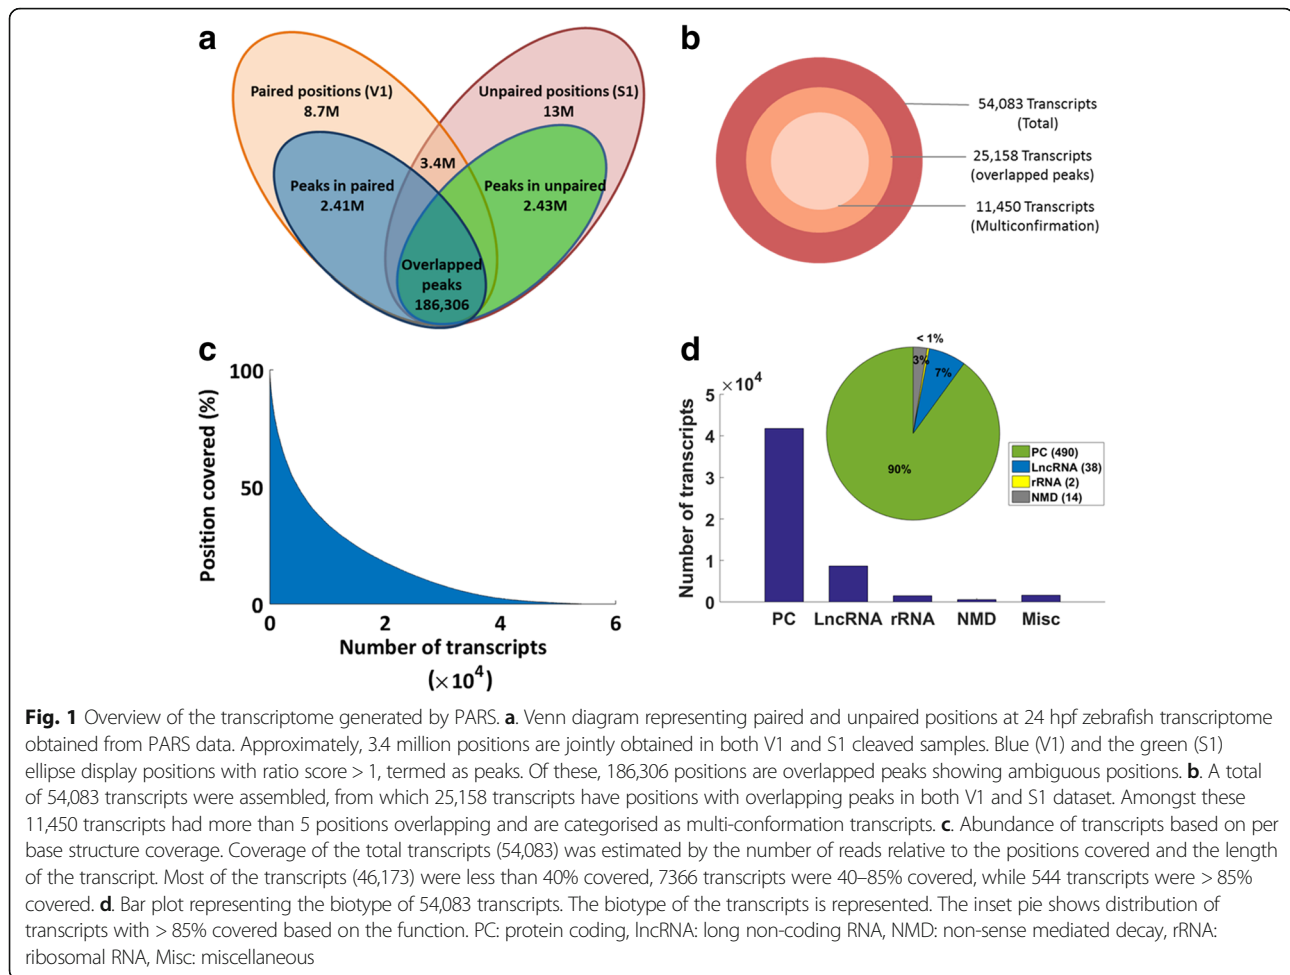 a
Paired positions (V1)
8.7M
Unpaired positions (S1)
13M
3.4M
Peaks in paired
2.41M
Peaks in unpaired
2.43M
Overlapped
peaks
186,306
b
54,083 Transcripts
(Total)
25,158 Transcripts
(overlapped peaks)
11,450 Transcripts
(Multiconfirmation)
c
Position covered (%)
100
50
0
0 2 4 6
Number of transcripts
(×10⁴)
d
Number of transcripts
×10⁴
5
4
3
2
1
0
PC LncRNA rRNA NMD Misc
< 1%
3%
7%
90%
PC (490)
LncRNA (38)
rRNA (2)
NMD (14)
Fig. 1 Overview of the transcriptome generated by PARS. a. Venn diagram representing paired and unpaired positions at 24 hpf zebrafish transcriptome
obtained from PARS data. Approximately, 3.4 million positions are jointly obtained in both V1 and S1 cleaved samples. Blue (V1) and the green (S1)
ellipse display positions with ratio score > 1, termed as peaks. Of these, 186,306 positions are overlapped peaks showing ambiguous positions. b. A total
of 54,083 transcripts were assembled, from which 25,158 transcripts have positions with overlapping peaks in both V1 and S1 dataset. Amongst these
11,450 transcripts had more than 5 positions overlapping and are categorised as multi-conformation transcripts. c. Abundance of transcripts based on per
base structure coverage. Coverage of the total transcripts (54,083) was estimated by the number of reads relative to the positions covered and the length
of the transcript. Most of the transcripts (46,173) were less than 40% covered, 7366 transcripts were 40–85% covered, while 544 transcripts were > 85%
covered. d. Bar plot representing the biotype of 54,083 transcripts. The biotype of the transcripts is represented. The inset pie shows distribution of
transcripts with > 85% covered based on the function. PC: protein coding, lncRNA: long non-coding RNA, NMD: non-sense mediated decay, rRNA:
ribosomal RNA, Misc: miscellaneous